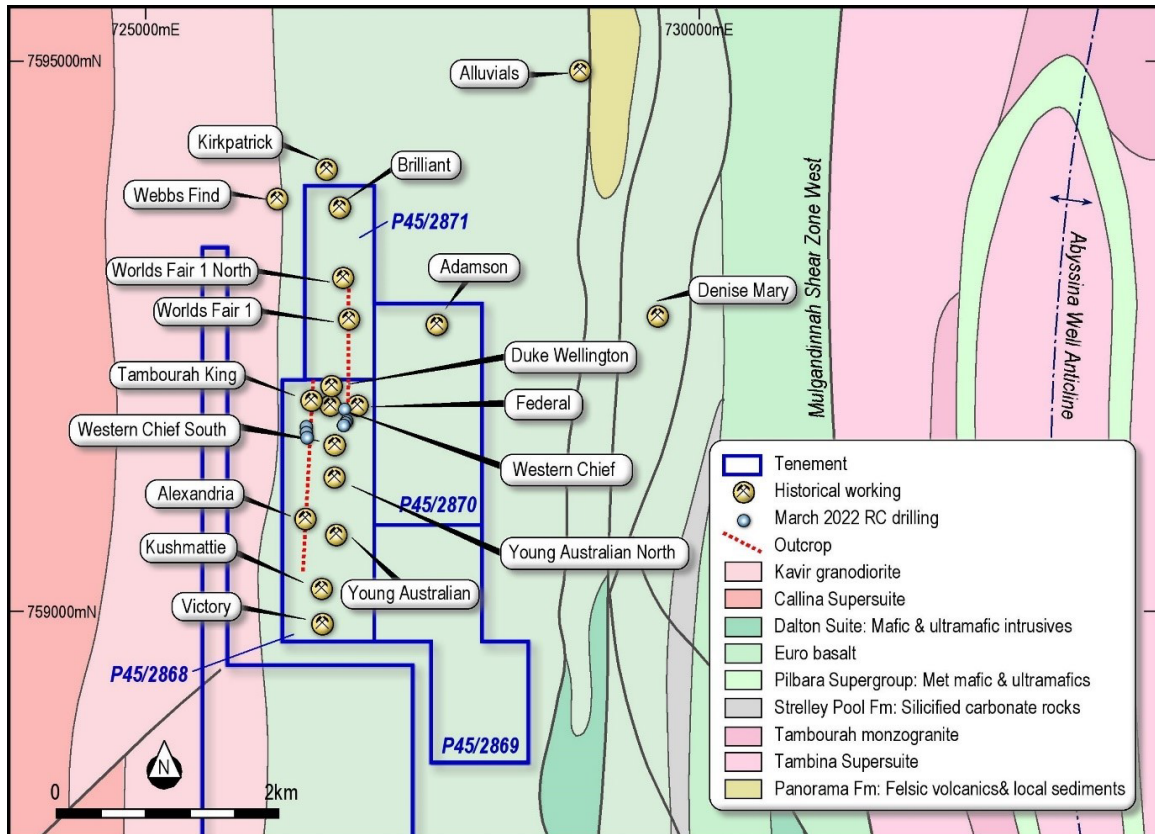 725000mE
730000mE
7595000mN
Alluvials
Kirkpatrick
Brilliant
Webbs Find
P45/2871
Worlds Fair 1 North
Adamson
Denise Mary
Worlds Fair 1
Duke Wellington
Tambourah King
Federal
Western Chief South
Western Chief
Alexandria
P45/2870
Young Australian North
Kushmattie
Young Australian
Victory
759000mN
P45/2868
P45/2869
Mulgandinnah Shear Zone West
Abyssina Well Anticline
N
0 2km
Tenement
Historical working
March 2022 RC drilling
Outcrop
Kavir granodiorite
Callina Supersuite
Dalton Suite: Mafic & ultramafic intrusives
Euro basalt
Pilbara Supergroup: Met mafic & ultramafics
Strelley Pool Fm: Silicified carbonate rocks
Tambourah monzogranite
Tambina Supersuite
Panorama Fm: Felsic volcanics& local sediments